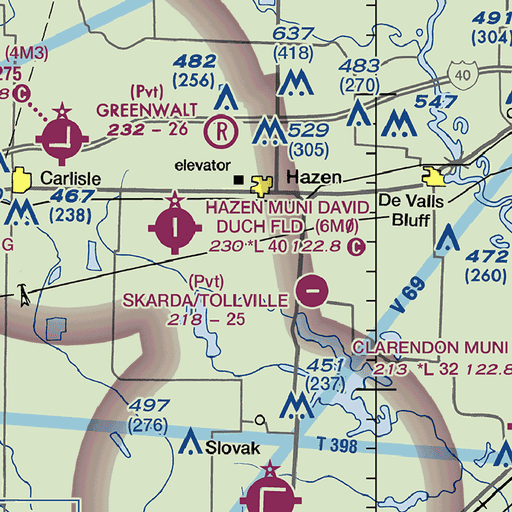 637
(418)
491
(304)
482
(256)
483
(270)
(4M3)
275
8 C
40
(Pvt)
GREENWALT
232 - 26
R
547
529
(305)
elevator
Hazen
Carlisle
467
(238)
De Valls
Bluff
HAZEN MUNI DAVID
DUCH FLD (6MØ)
230 *L 40 122.8 C
G
472
(260)
(Pvt)
SKARDA/TOLLVILLE
218 - 25
V 69
CLARENDON MUNI
213 *L 32 122.8
451
(237)
497
(276)
Slovak
T 398